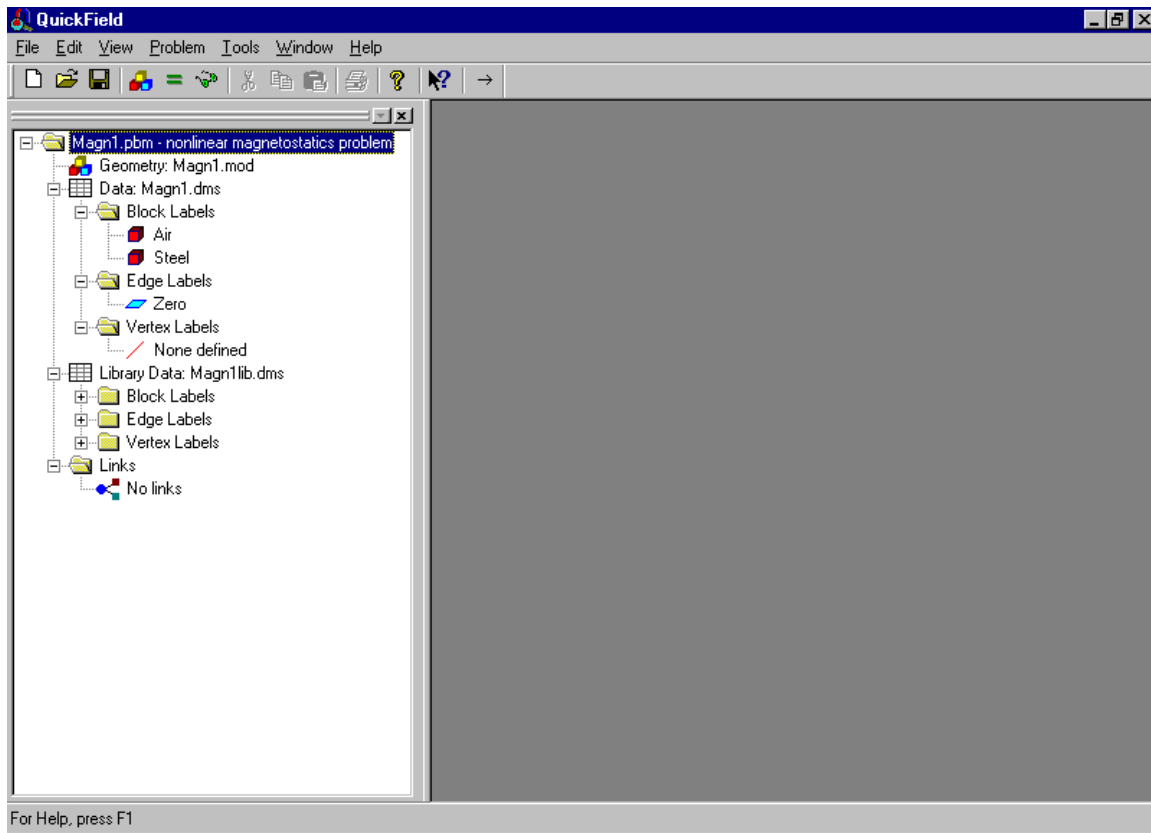 QuickField
File Edit View Problem Tools Window Help
Magn1.pbm - nonlinear magnetostatics problem
Geometry: Magn1.mod
Data: Magn1.dms
Block Labels
Air
Steel
Edge Labels
Zero
Vertex Labels
None defined
Library Data: Magn1lib.dms
Block Labels
Edge Labels
Vertex Labels
Links
No links
For Help, press F1